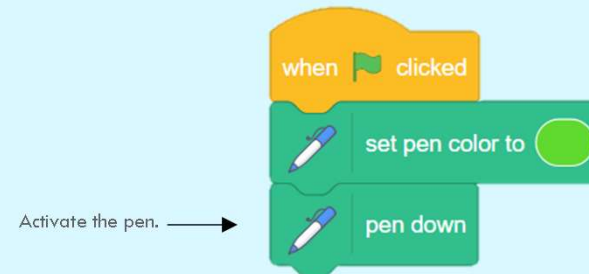 when clicked
set pen color to
Activate the pen.
pen down